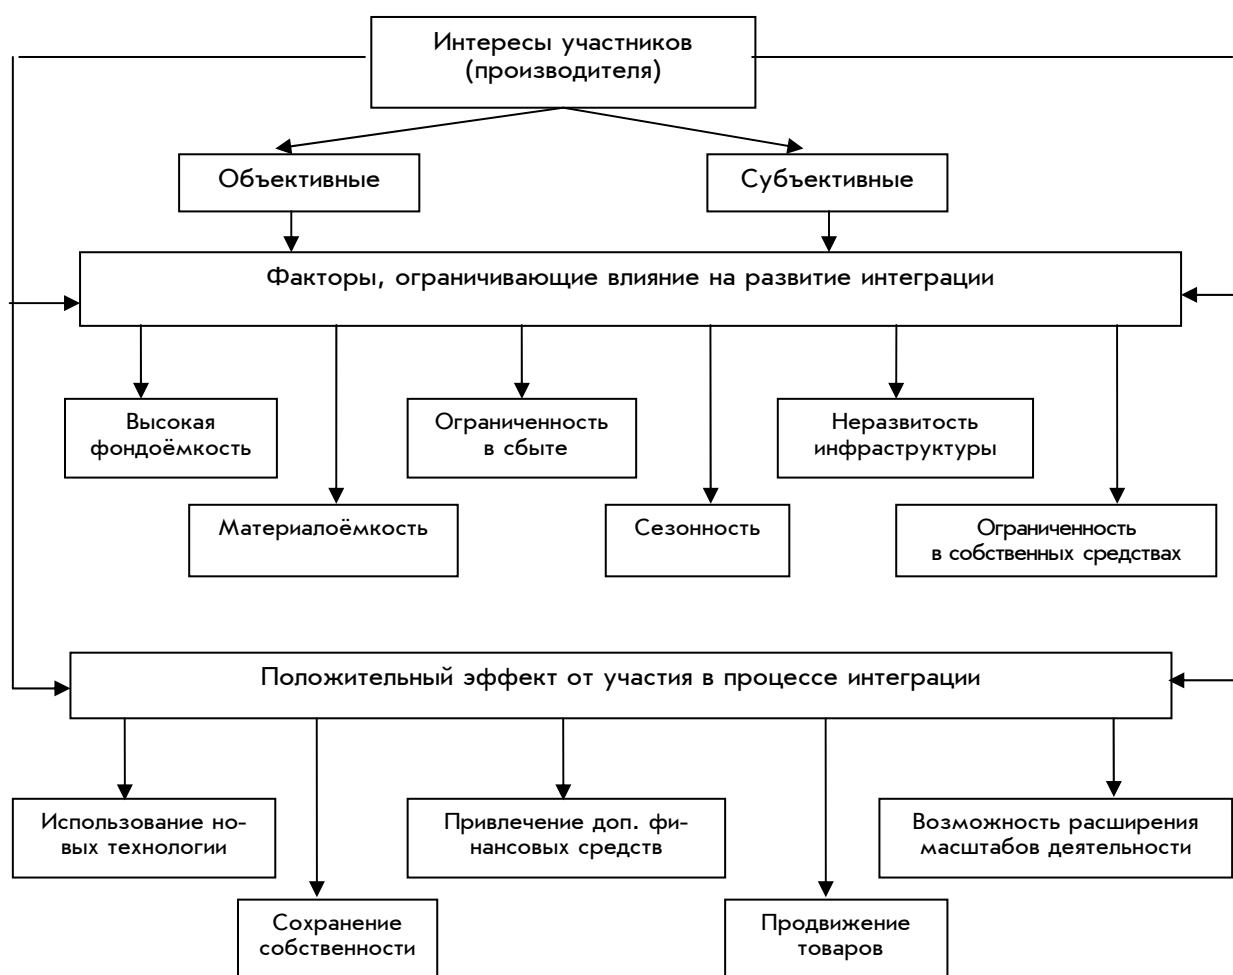 Интересы участников
(производителя)
Объективные
Субъективные
Факторы, ограничивающие влияние на развитие интеграции
Высокая
фондоёмкость
Ограниченность
в сбыте
Неразвитость
инфраструктуры
Материалоёмкость
Сезонность
Ограниченность
в собственных средствах
Положительный эффект от участия в процессе интеграции
Использование но-
вых технологии
Привлечение доп. фи-
нансовых средств
Возможность расширения
масштабов деятельности
Сохранение
собственности
Продвижение
товаров